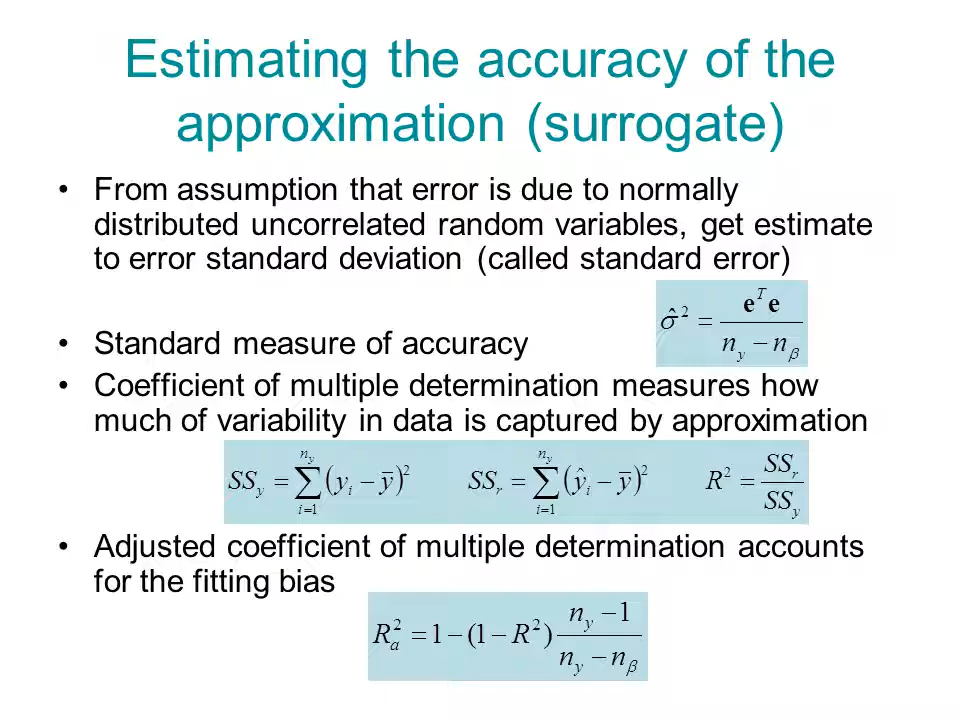 Estimating the accuracy of the
approximation (surrogate)
• From assumption that error is due to normally
distributed uncorrelated random variables, get estimate
to error standard deviation (called standard error)
σ̂² = eᵀe / (n_y − n_β)
• Standard measure of accuracy
• Coefficient of multiple determination measures how
much of variability in data is captured by approximation
SS_y = ∑_{i=1}^{n_y} (y_i − ȳ)² SS_r = ∑_{i=1}^{n_y} (ŷ_i − ȳ)² R² = SS_r / SS_y
• Adjusted coefficient of multiple determination accounts
for the fitting bias
R_a² = 1 − (1 − R²) (n_y − 1) / (n_y − n_β)